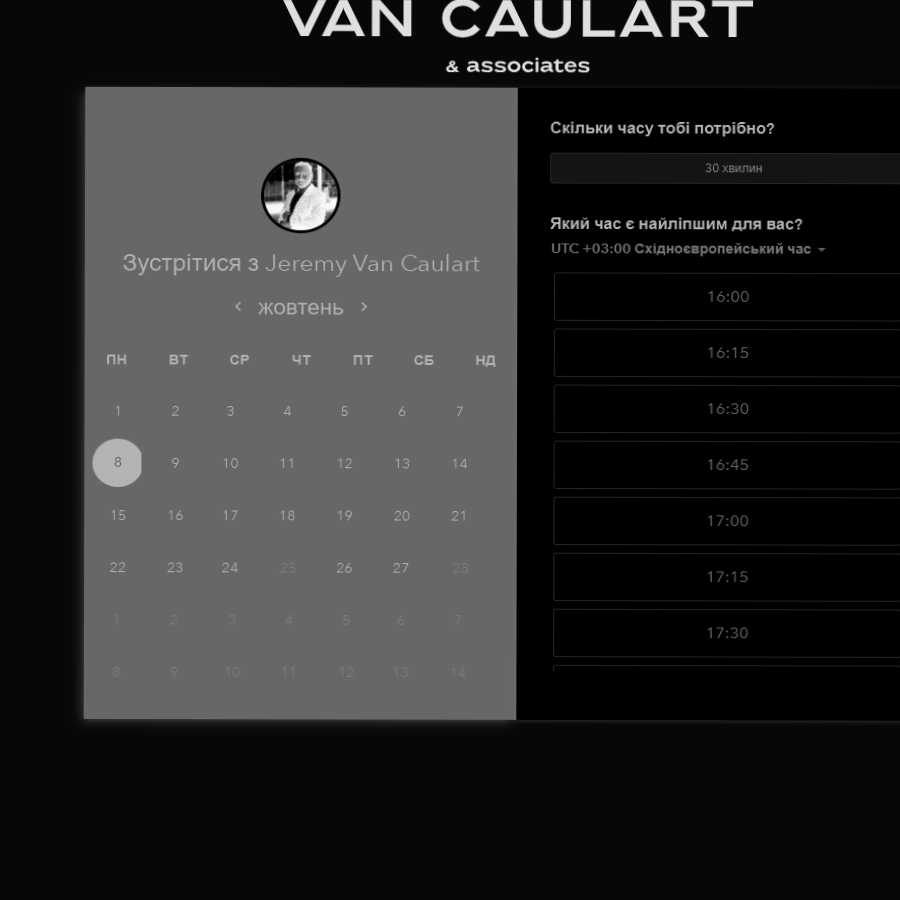 VAN CAULART
& associates
Зустрітися з Jeremy Van Caulart
жовтень
ПН ВТ СР ЧТ ПТ СБ НД
1 2 3 4 5 6 7
8 9 10 11 12 13 14
15 16 17 18 19 20 21
22 23 24 25 26 27 28
1 2 3 4 5 6 7
8 9 10 11 12 13 14
Скільки часу тобі потрібно?
30 хвилин
Який час є найліпшим для вас?
UTC +03:00 Східноєвропейський час
16:00
16:15
16:30
16:45
17:00
17:15
17:30